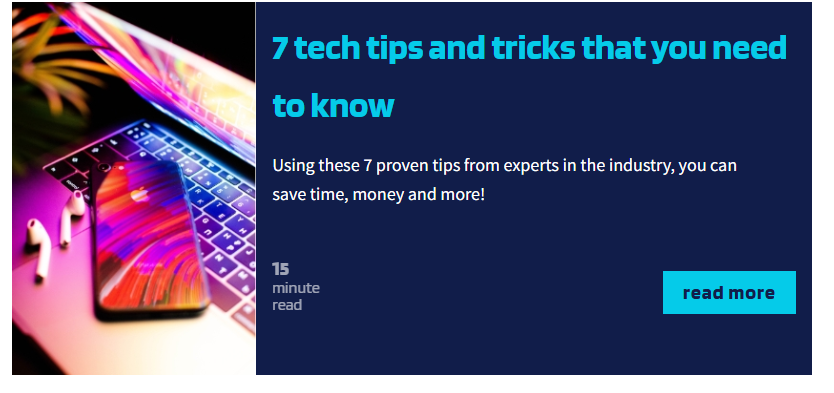 7 tech tips and tricks that you need
to know
Using these 7 proven tips from experts in the industry, you can
save time, money and more!
15
minute
read
read more